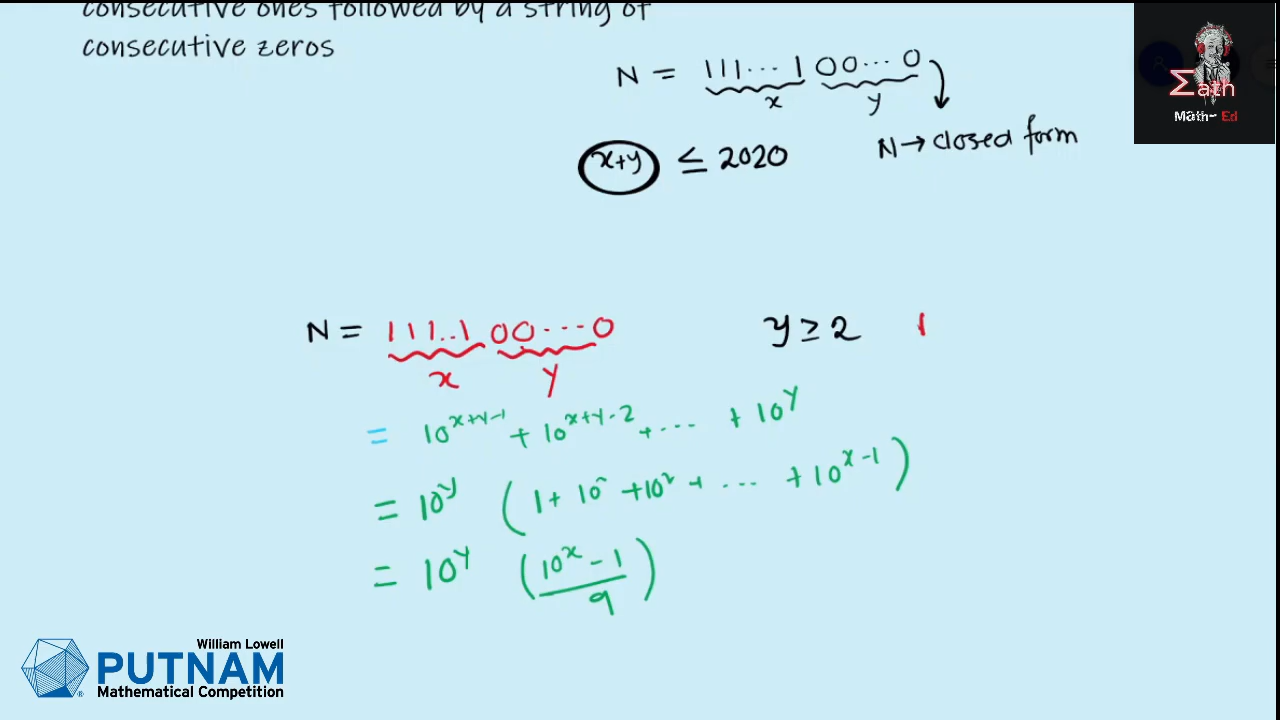 consecutive ones followed by a string of
consecutive zeros
N = 111...1 00...0
x y
N → closed form
x+y ≤ 2020
N = 111..1 00...0
x y
y ≥ 2
= 10^{x+y-1} + 10^{x+y-2} + ... + 10^y
= 10^y (1 + 10 + 10^2 + ... + 10^{x-1})
= 10^y (\frac{10^x - 1}{9})
Σath
Math- Ed
William Lowell
PUTNAM
Mathematical Competition